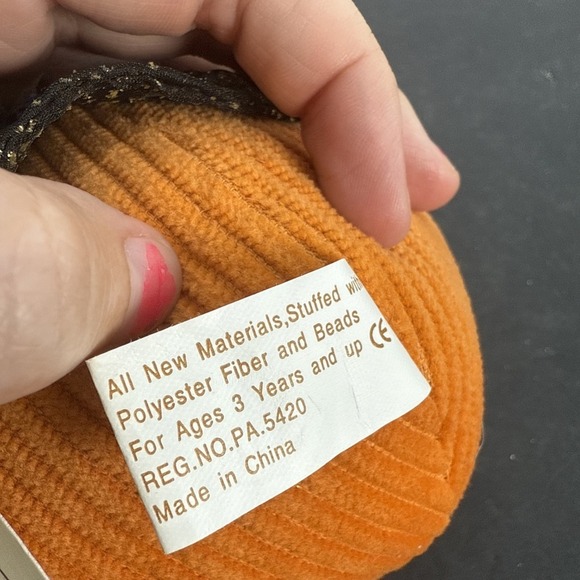 All New Materials,Stuffed with
Polyester Fiber and Beads
For Ages 3 Years and up CE
REG.NO.PA.5420
Made in China